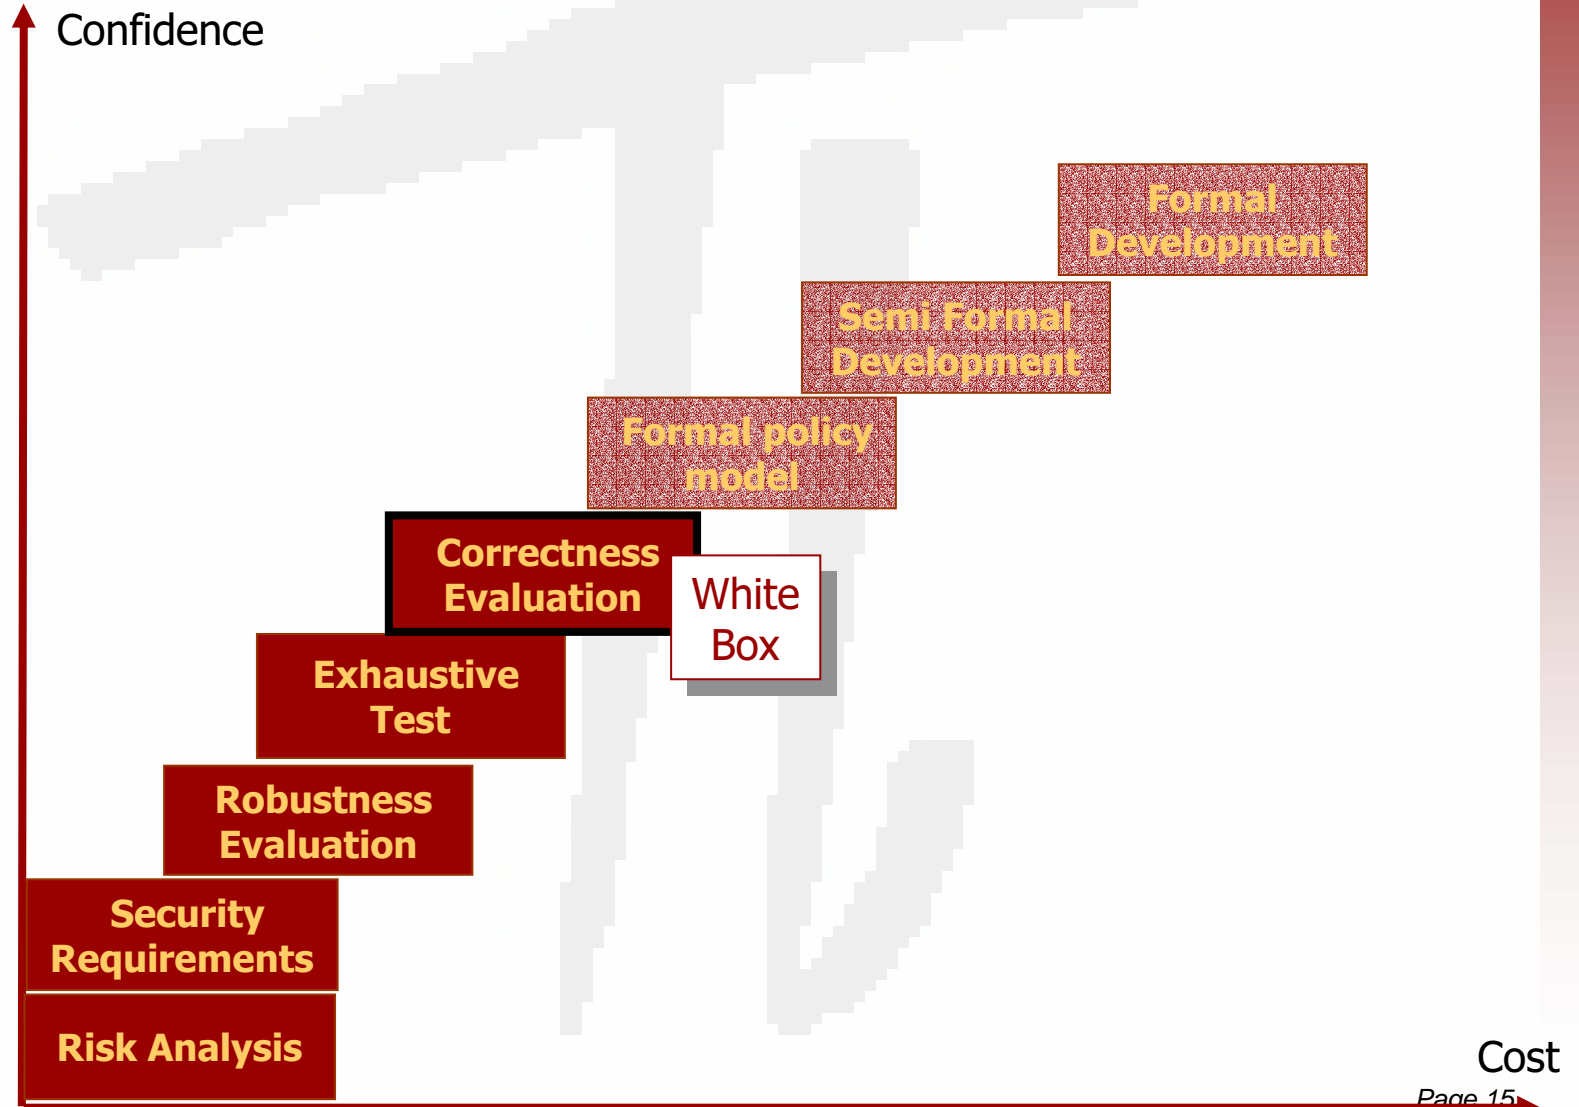 Confidence
Formal
Development
Semi Formal
Development
Formal policy
model
Correctness
Evaluation
White
Box
Exhaustive
Test
Robustness
Evaluation
Security
Requirements
Risk Analysis
Cost
Page 15